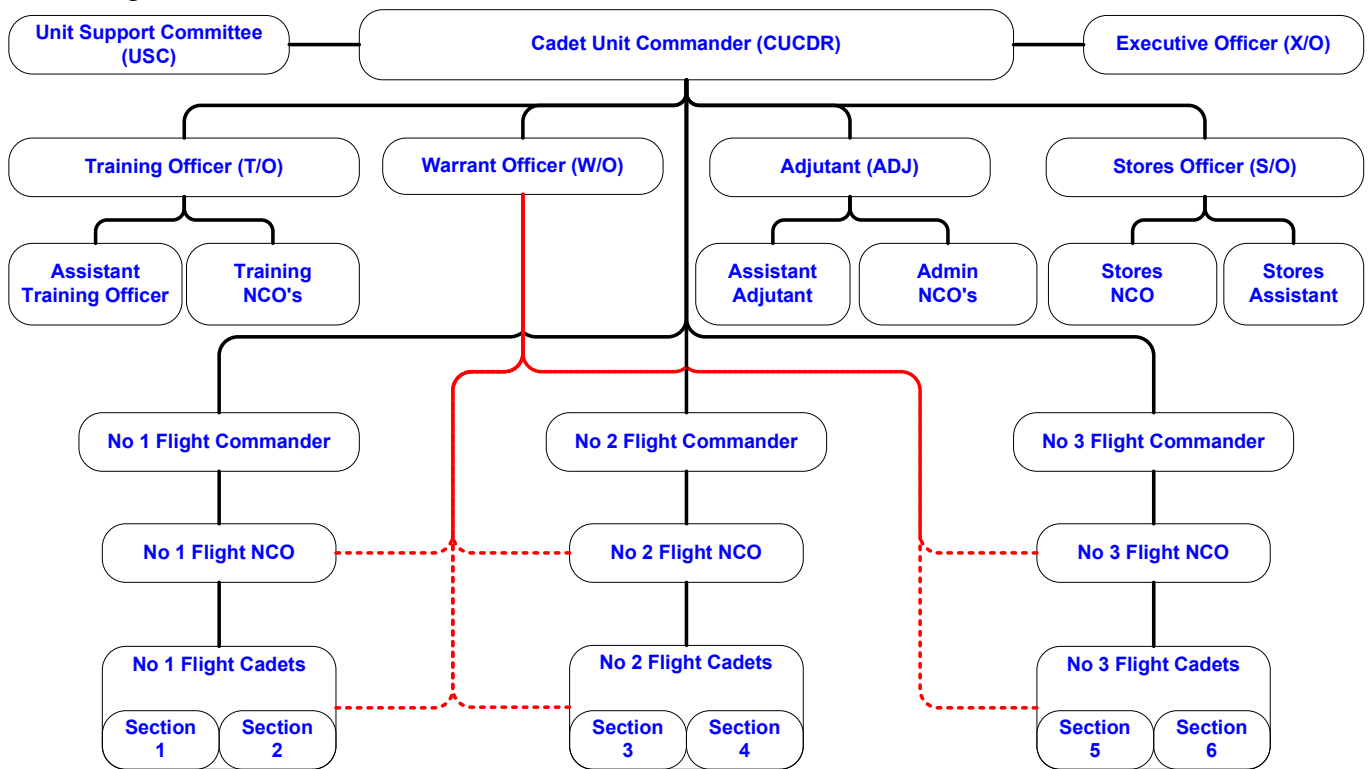 Unit Support Committee
(USC)
Cadet Unit Commander (CUCDR)
Executive Officer (X/O)
Training Officer (T/O)
Warrant Officer (W/O)
Adjutant (ADJ)
Stores Officer (S/O)
Assistant
Training Officer
Training
NCO's
Assistant
Adjutant
Admin
NCO's
Stores
NCO
Stores
Assistant
No 1 Flight Commander
No 2 Flight Commander
No 3 Flight Commander
No 1 Flight NCO
No 2 Flight NCO
No 3 Flight NCO
No 1 Flight Cadets
Section
1
Section
2
No 2 Flight Cadets
Section
3
Section
4
No 3 Flight Cadets
Section
5
Section
6